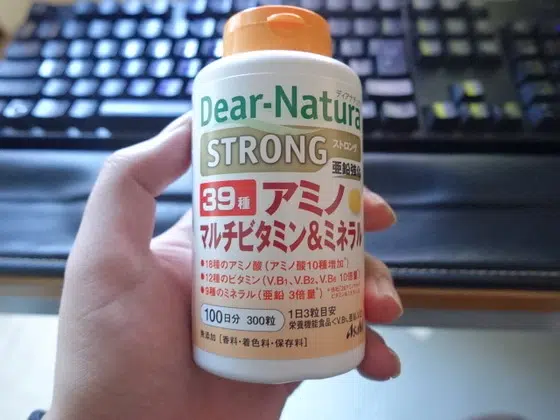 ディアナチュ
Dear-Natura
STRONG
ストロング
亜鉛強
39種 アミノ
マルチビタミン&ミネラル
●18種のアミノ酸（アミノ酸10種増加*）
●12種のビタミン（V.B₁、V.B₂、V.B₆ 10倍量*）
●9種のミネラル（亜鉛 3倍量*）
100日分 300粒
1日3粒目安
栄養機能食品<V.B₁、亜鉛
無添加［香料・着色料・保存料］
Asahi